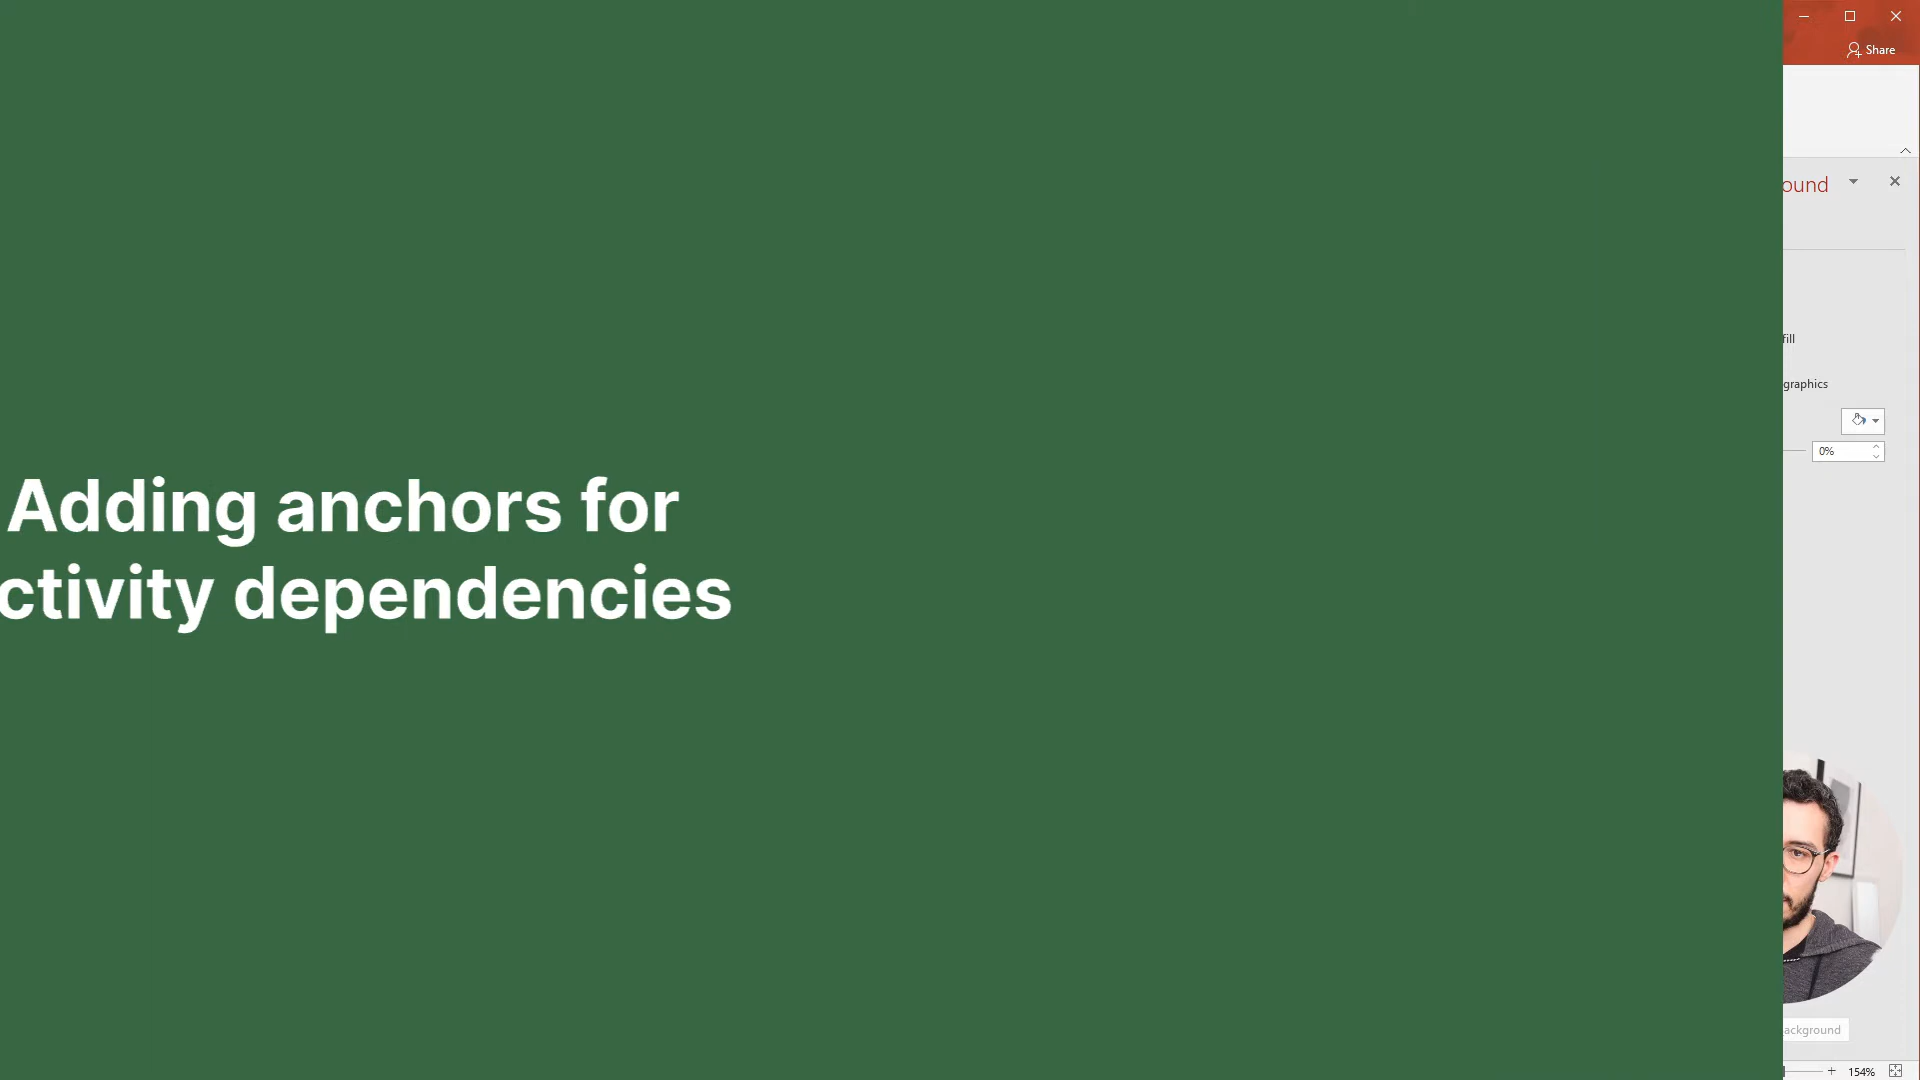 Share
ound
fill
graphics
0%
Adding anchors for
ctivity dependencies
ackground
154%